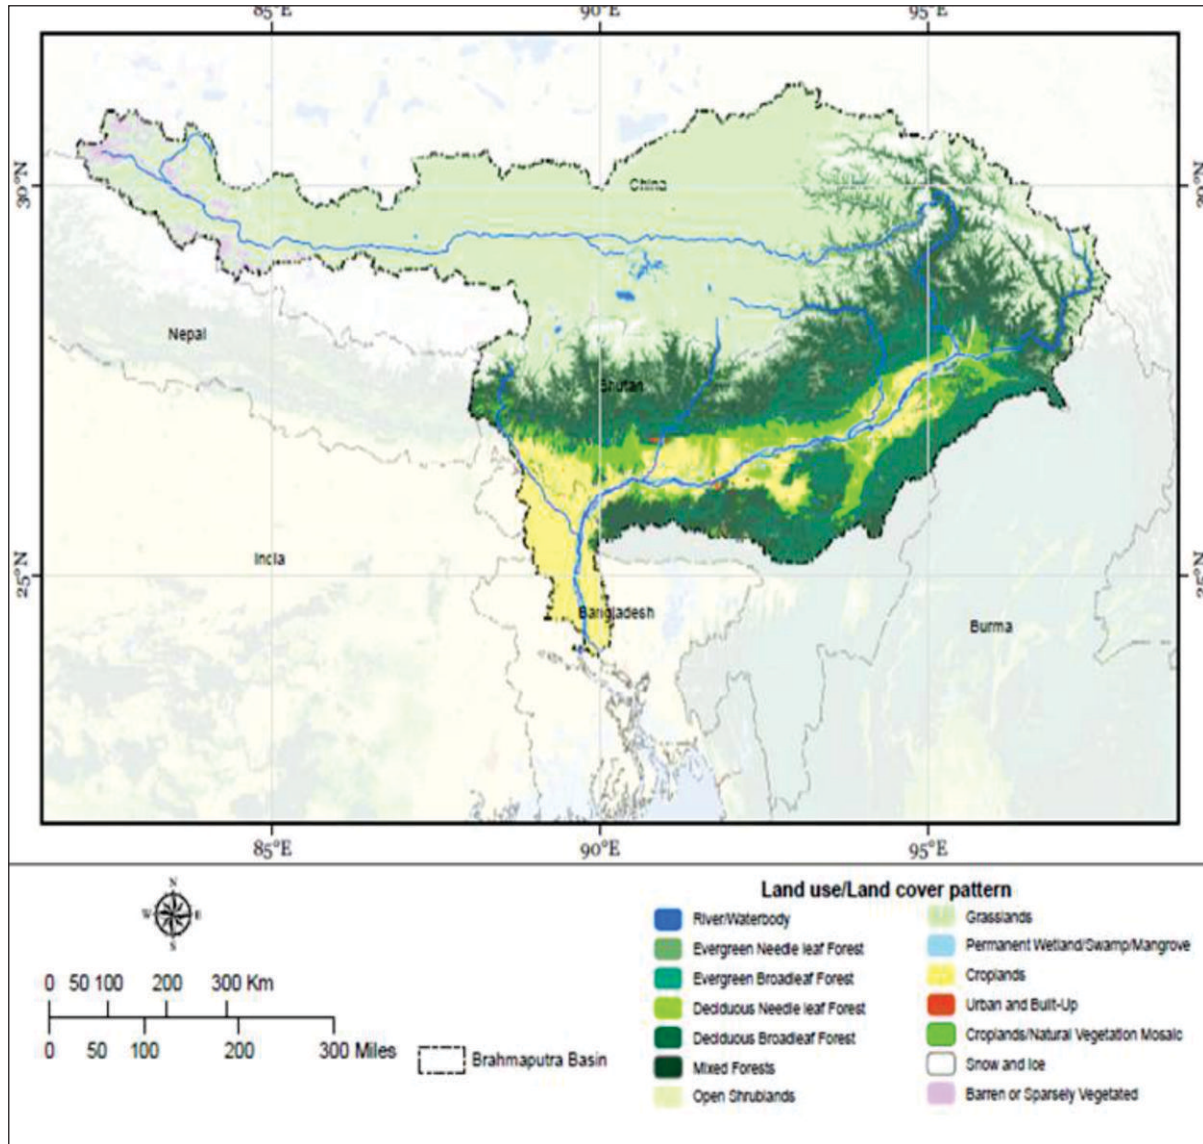 85°E 90°E 95°E
30°N 30°N
China
Nepal
Bhutan
India
25°N 25°N
Bangladesh
Burma
85°E 90°E 95°E
N
W E
S
0 50 100 200 300 Km
0 50 100 200 300 Miles
Brahmaputra Basin
Land use/Land cover pattern
River/Waterbody
Evergreen Needle leaf Forest
Evergreen Broadleaf Forest
Deciduous Needle leaf Forest
Deciduous Broadleaf Forest
Mixed Forests
Open Shrublands
Grasslands
Permanent Wetland/Swamp/Mangrove
Croplands
Urban and Built-Up
Croplands/Natural Vegetation Mosaic
Snow and Ice
Barren or Sparsely Vegetated